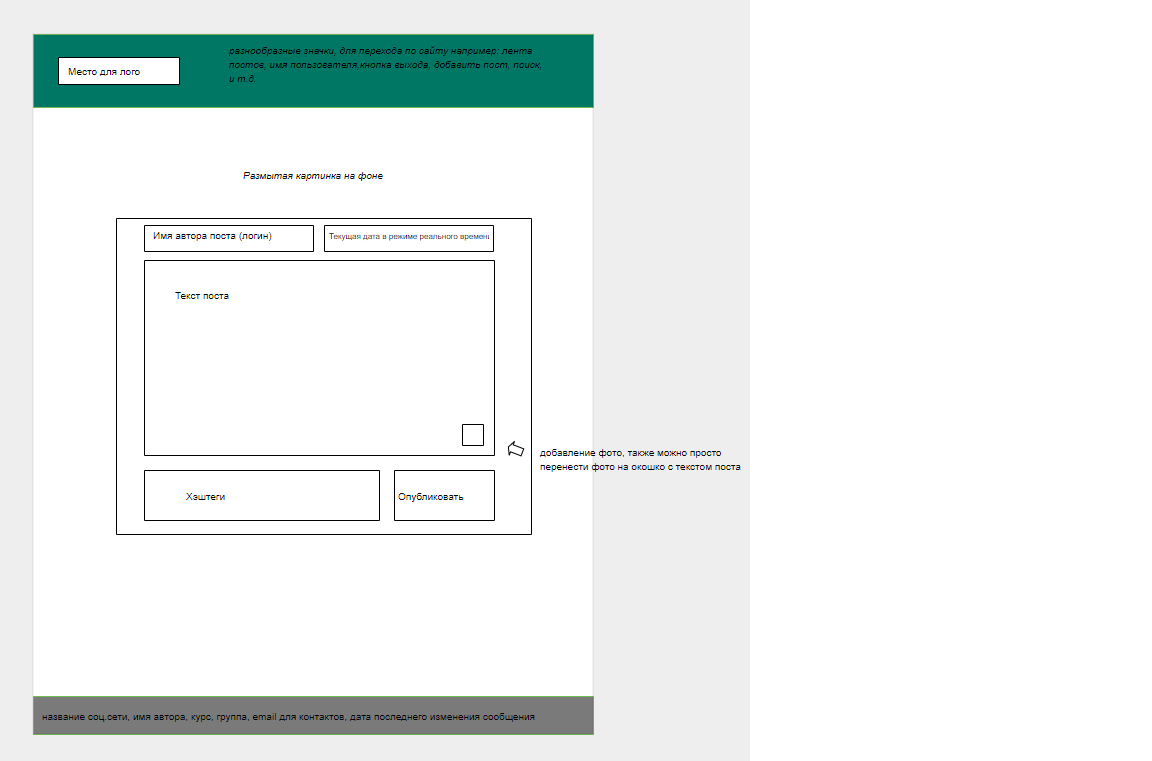 разнообразные значки, для перехода по сайту например: лента
постов, имя пользователя,кнопка выхода, добавить пост, поиск,
и.т.д.
Место для лого
Размытая картинка на фоне
Имя автора поста (логин)
Текущая дата в режиме реального времени
Текст поста
добавление фото, также можно просто
перенести фото на окошко с текстом поста
Хэштеги
Опубликовать
название соц.сети, имя автора, курс, группа, email для контактов, дата последнего изменения сообщения